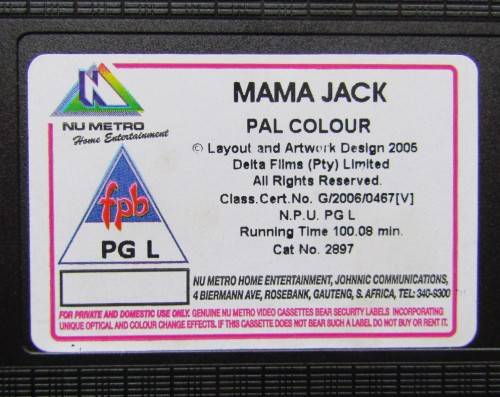 MAMA JACK
NU METRO
Home Entertainment
PAL COLOUR
© Layout and Artwork Design 2006
Delta Films (Pty) Limited
All Rights Reserved.
Class.Cert.No. G/2006/0467[V]
N.P.U. PG L
Running Time 100.08 min.
Cat No. 2897
fpb
PG L
NU METRO HOME ENTERTAINMENT, JOHNNIC COMMUNICATIONS,
4 BIERMANN AVE, ROSEBANK, GAUTENG, S. AFRICA, TEL: 340-9300
FOR PRIVATE AND DOMESTIC USE ONLY. GENUINE NU METRO VIDEO CASSETTES BEAR SECURITY LABELS INCORPORATING
UNIQUE OPTICAL AND COLOUR CHANGE EFFECTS. IF THIS CASSETTE DOES NOT BEAR SUCH A LABEL DO NOT BUY OR RENT IT.